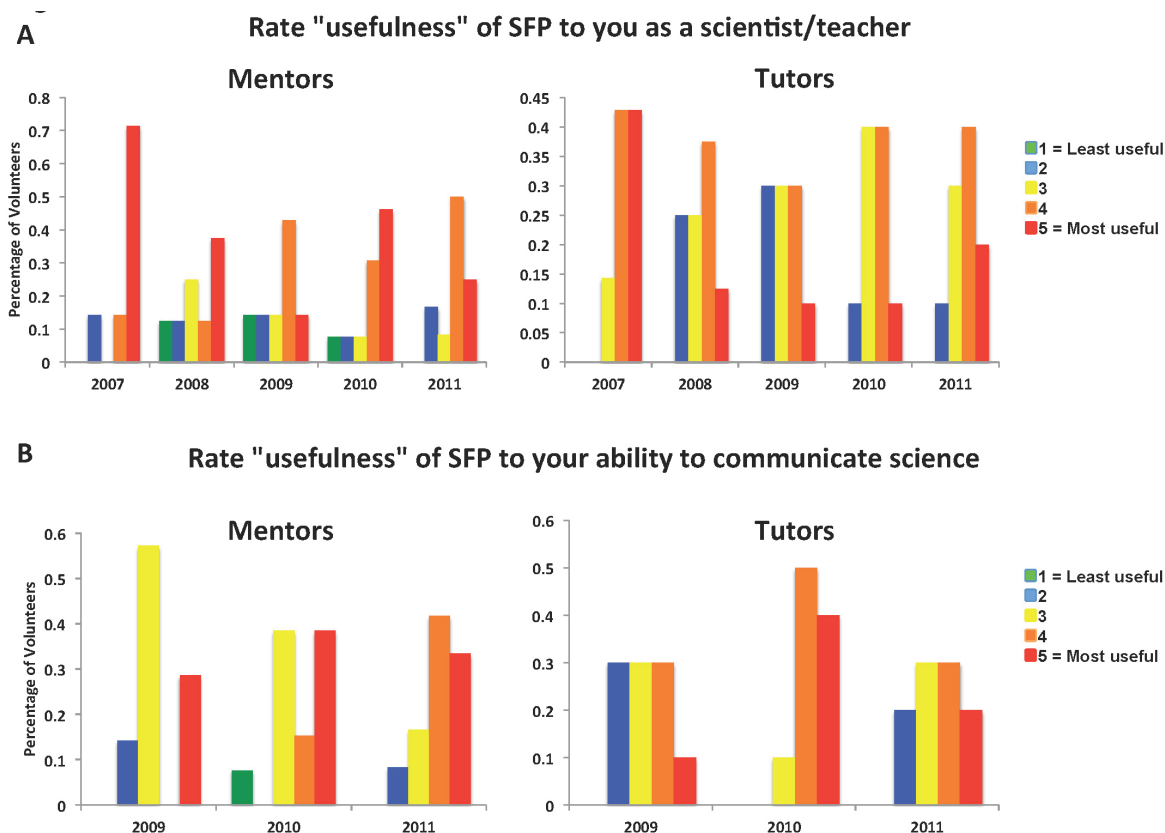 A
Rate "usefulness" of SFP to you as a scientist/teacher
Mentors
Percentage of Volunteers
0.8
0.7
0.6
0.5
0.4
0.3
0.2
0.1
0
2007 2008 2009 2010 2011
Tutors
0.45
0.4
0.35
0.3
0.25
0.2
0.15
0.1
0.05
0
2007 2008 2009 2010 2011
1 = Least useful
2
3
4
5 = Most useful
B
Rate "usefulness" of SFP to your ability to communicate science
Mentors
Percentage of Volunteers
0.6
0.5
0.4
0.3
0.2
0.1
0
2009 2010 2011
Tutors
0.6
0.5
0.4
0.3
0.2
0.1
0
2009 2010 2011
1 = Least useful
2
3
4
5 = Most useful